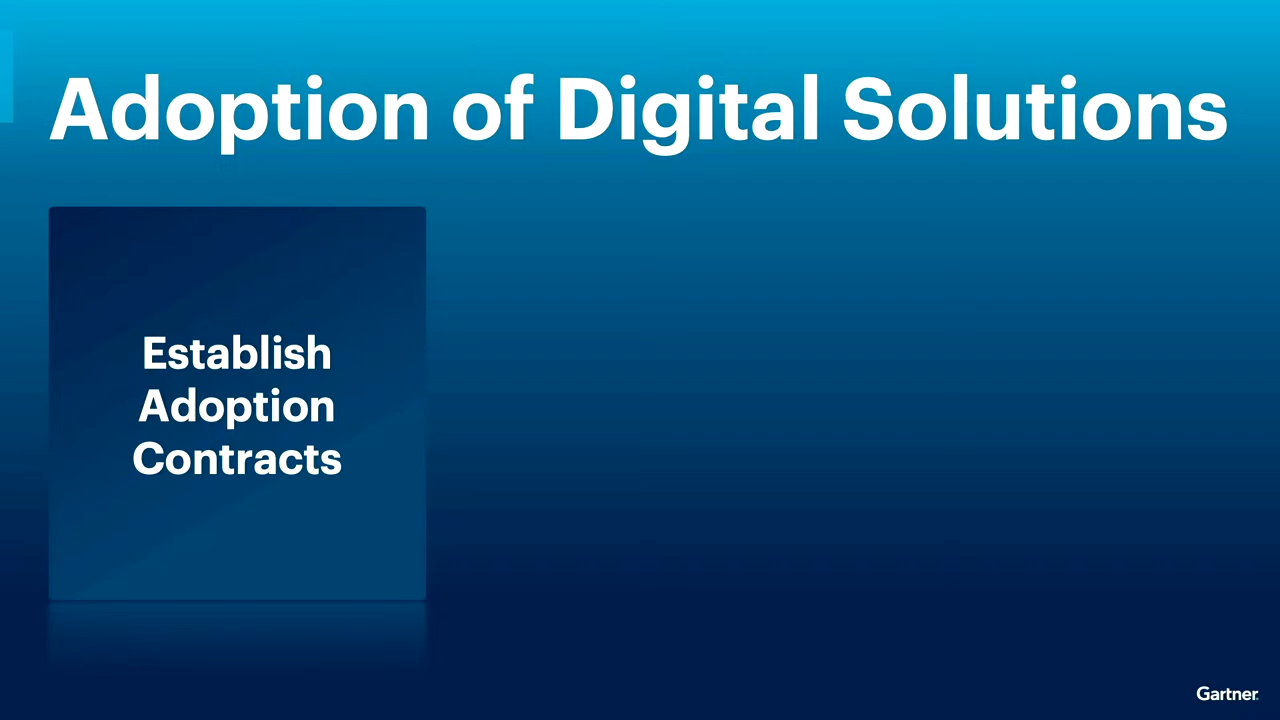 Adoption of Digital Solutions
Establish
Adoption
Contracts
Gartner